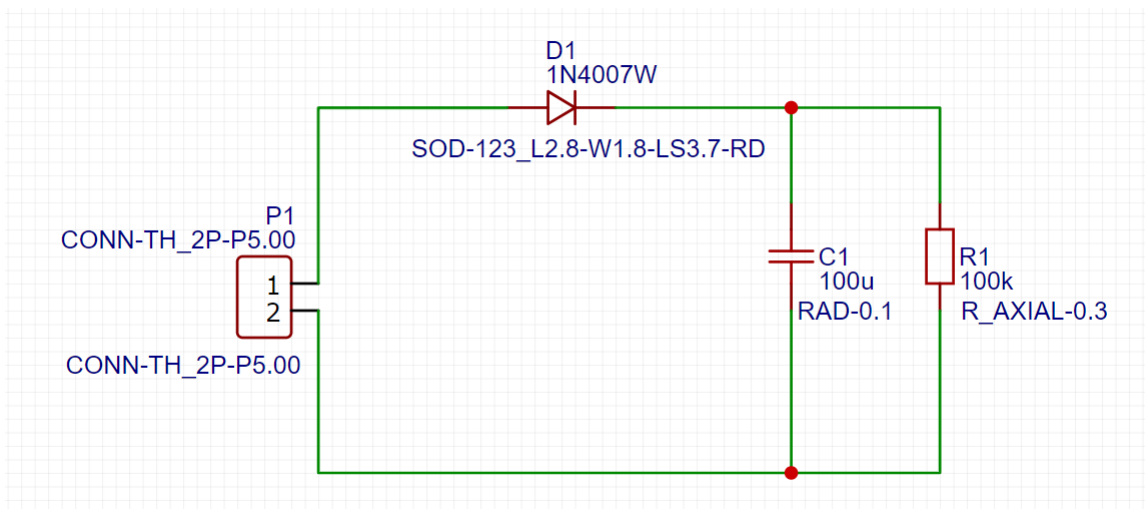 D1
1N4007W
SOD-123_L2.8-W1.8-LS3.7-RD
P1
CONN-TH_2P-P5.00
1
2
CONN-TH_2P-P5.00
C1
100u
RAD-0.1
R1
100k
R_AXIAL-0.3